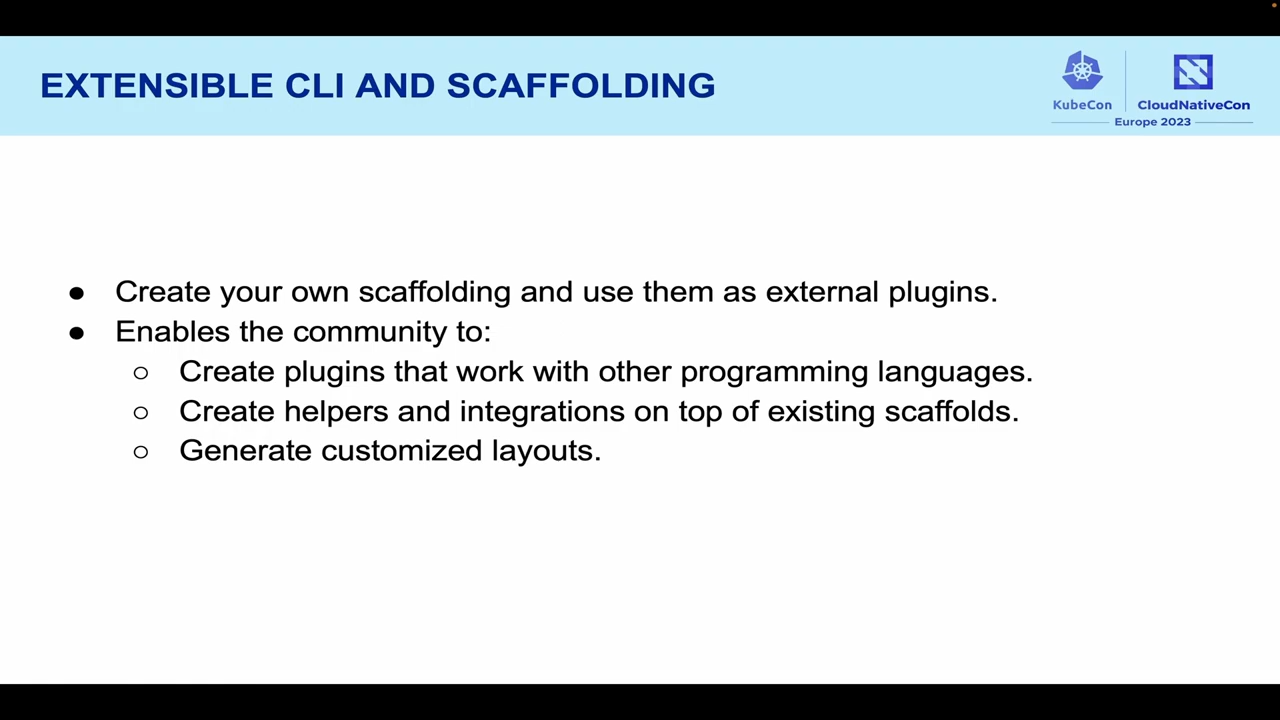 EXTENSIBLE CLI AND SCAFFOLDING
KubeCon
CloudNativeCon
Europe 2023
● Create your own scaffolding and use them as external plugins.
● Enables the community to:
○ Create plugins that work with other programming languages.
○ Create helpers and integrations on top of existing scaffolds.
○ Generate customized layouts.